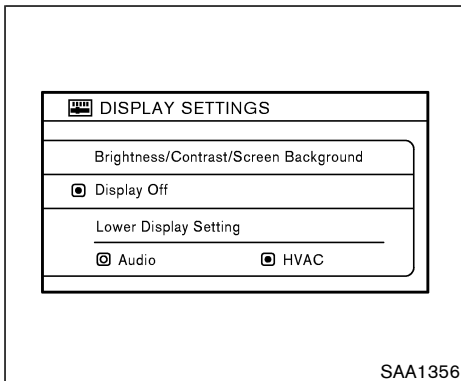 DISPLAY SETTINGS
Brightness/Contrast/Screen Background
Display Off
Lower Display Setting
Audio HVAC
SAA1356